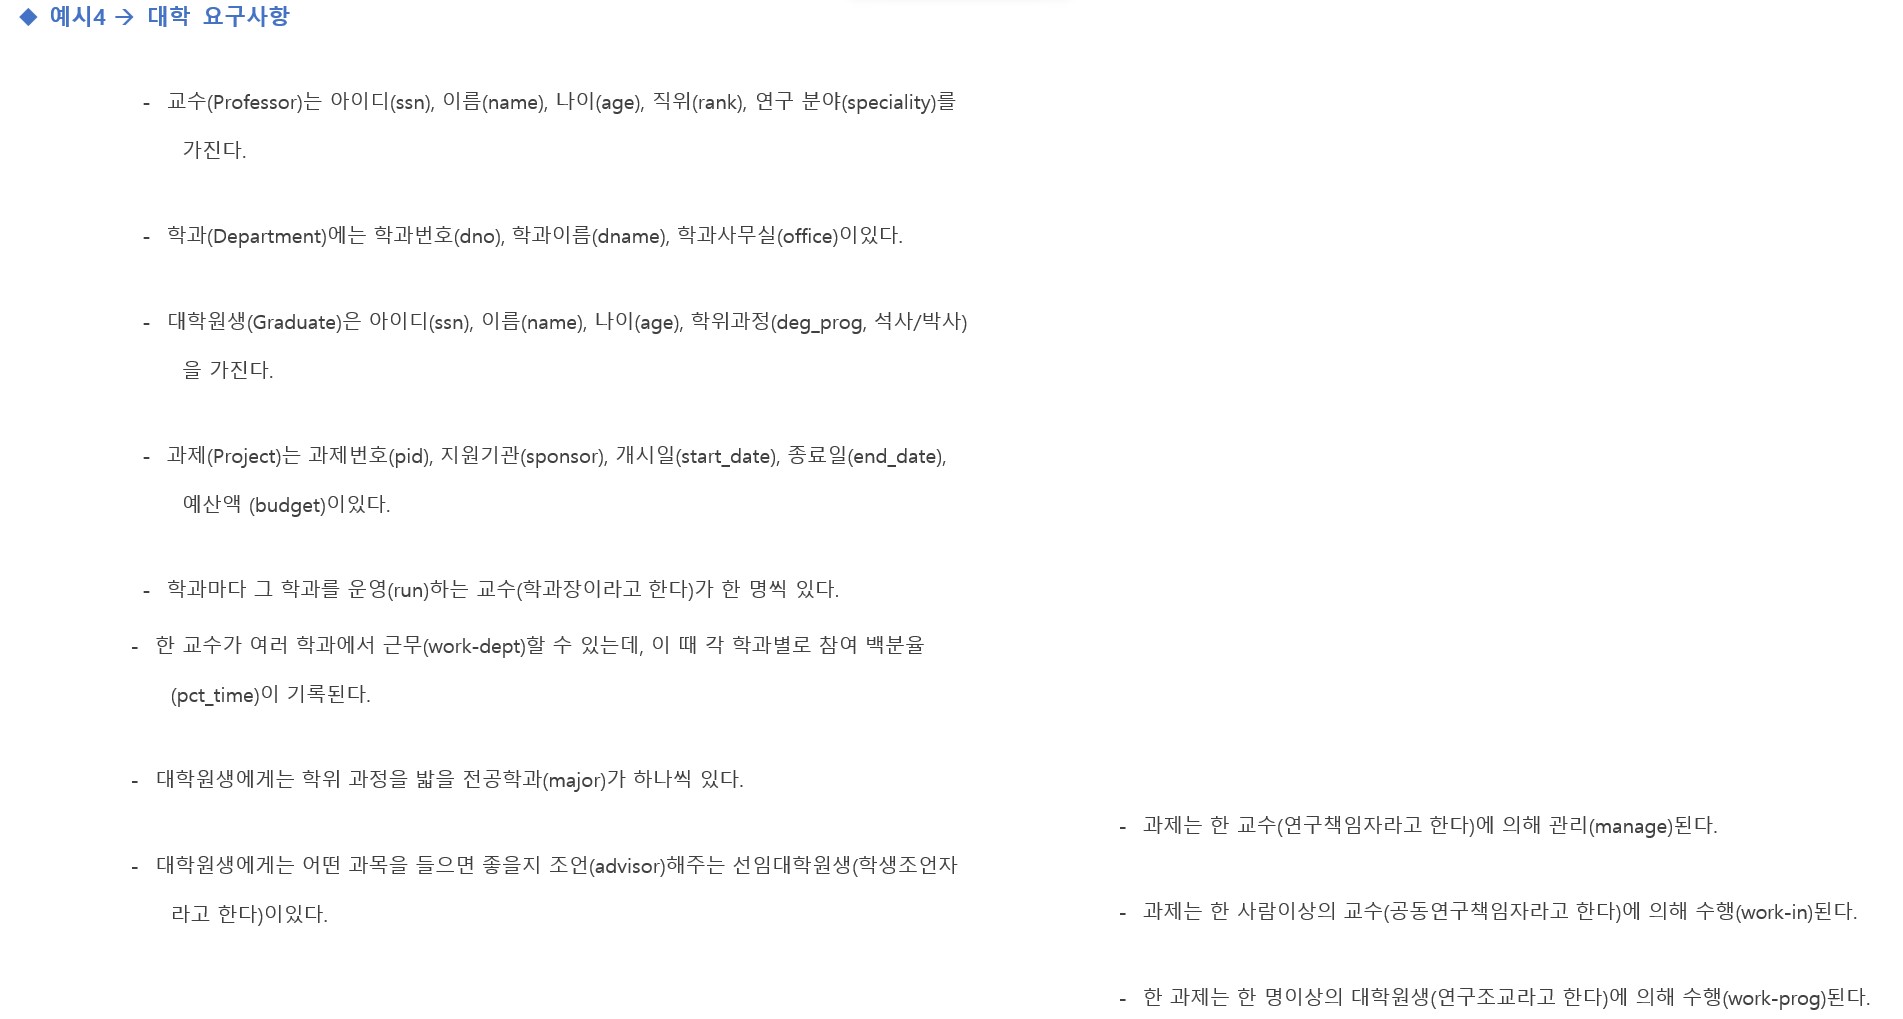 ◆ 예시4 → 대학 요구사항
- 교수(Professor)는 아이디(ssn), 이름(name), 나이(age), 직위(rank), 연구 분야(speciality)를
가진다.
- 학과(Department)에는 학과번호(dno), 학과이름(dname), 학과사무실(office)이있다.
- 대학원생(Graduate)은 아이디(ssn), 이름(name), 나이(age), 학위과정(deg_prog, 석사/박사)
을 가진다.
- 과제(Project)는 과제번호(pid), 지원기관(sponsor), 개시일(start_date), 종료일(end_date),
예산액 (budget)이있다.
- 학과마다 그 학과를 운영(run)하는 교수(학과장이라고 한다)가 한 명씩 있다.
- 한 교수가 여러 학과에서 근무(work-dept)할 수 있는데, 이 때 각 학과별로 참여 백분율
(pct_time)이 기록된다.
- 대학원생에게는 학위 과정을 밟을 전공학과(major)가 하나씩 있다.
- 대학원생에게는 어떤 과목을 들으면 좋을지 조언(advisor)해주는 선임대학원생(학생조언자
라고 한다)이있다.
- 과제는 한 교수(연구책임자라고 한다)에 의해 관리(manage)된다.
- 과제는 한 사람이상의 교수(공동연구책임자라고 한다)에 의해 수행(work-in)된다.
- 한 과제는 한 명이상의 대학원생(연구조교라고 한다)에 의해 수행(work-prog)된다.